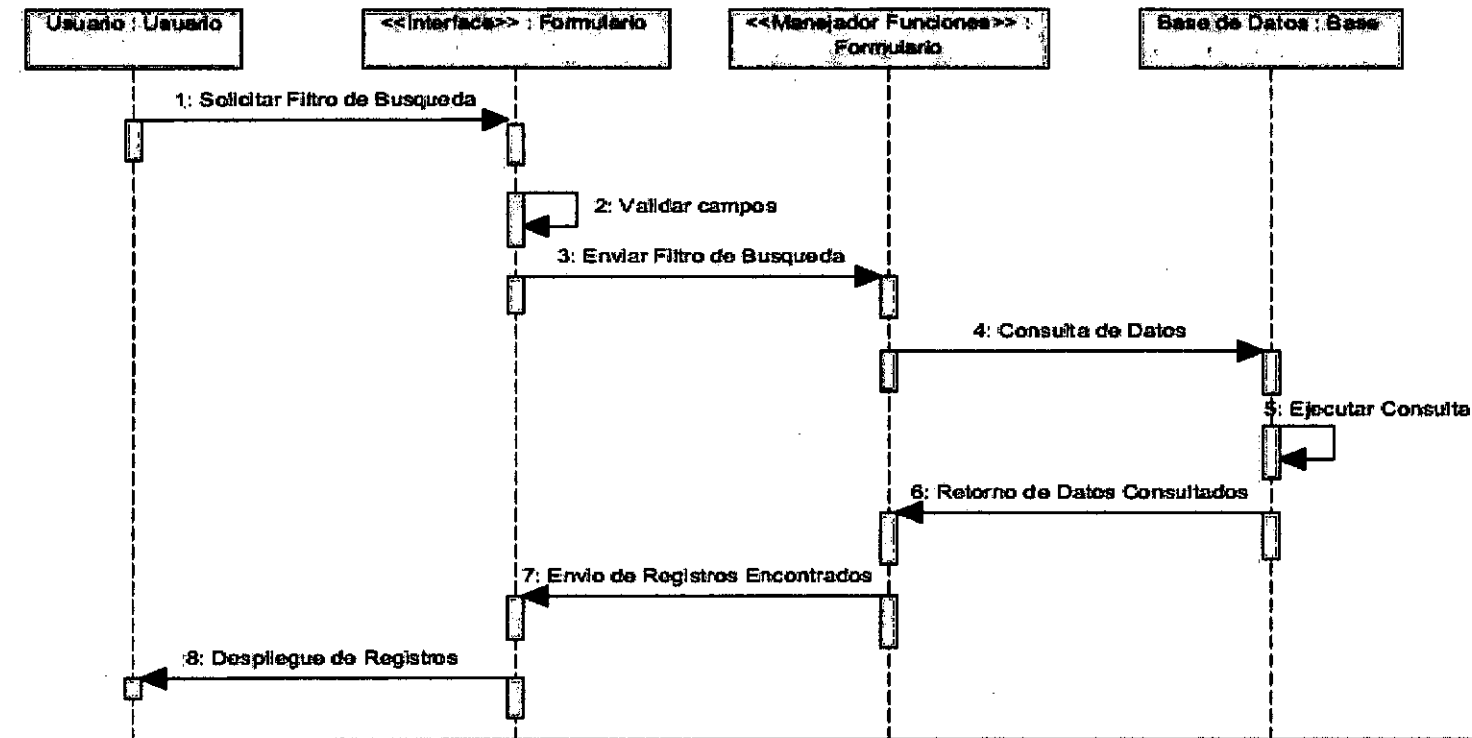 Usuario : Usuario
<<Interface>> : Formulario
<<Manejador Funciones>> :
Formulario
Base de Datos : Base
1: Solicitar Filtro de Busqueda
2: Validar campos
3: Enviar Filtro de Busqueda
4: Consulta de Datos
5: Ejecutar Consulta
6: Retorno de Datos Consultados
7: Envio de Registros Encontrados
8: Despliegue de Registros